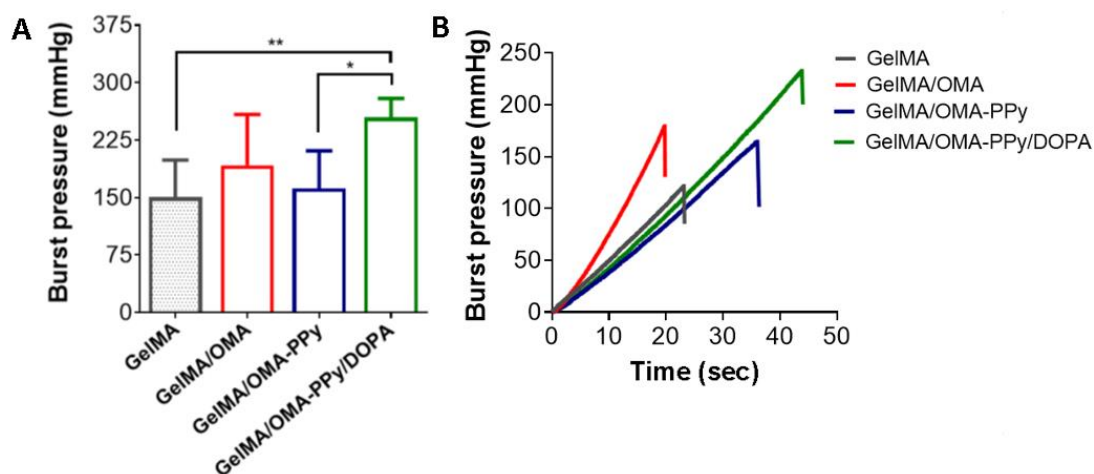 A
Burst pressure (mmHg)
375
300
225
150
75
0
**
*
GelMA
GelMA/OMA
GelMA/OMA-PPy
GelMA/OMA-PPy/DOPA
B
Burst pressure (mmHg)
250
200
150
100
50
0
0 10 20 30 40 50
Time (sec)
GelMA
GelMA/OMA
GelMA/OMA-PPy
GelMA/OMA-PPy/DOPA